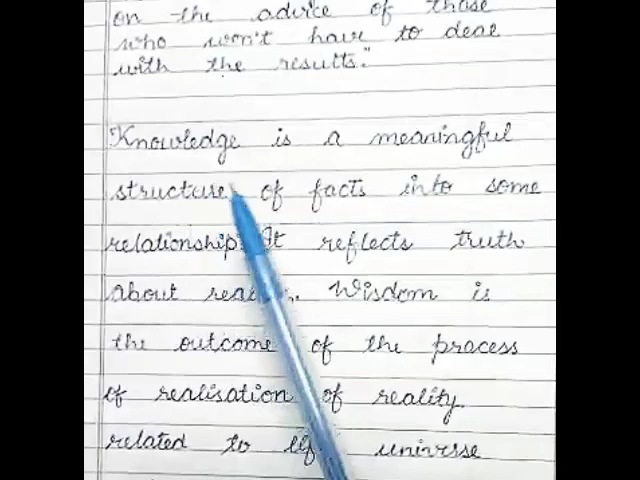 on the advice of those
who won't have to deal
with the results."
Knowledge is a meaningful
structure of facts into some
relationship. It reflects truth
about Wisdom is
the outcome of the process
of realisation of reality.
related to universe